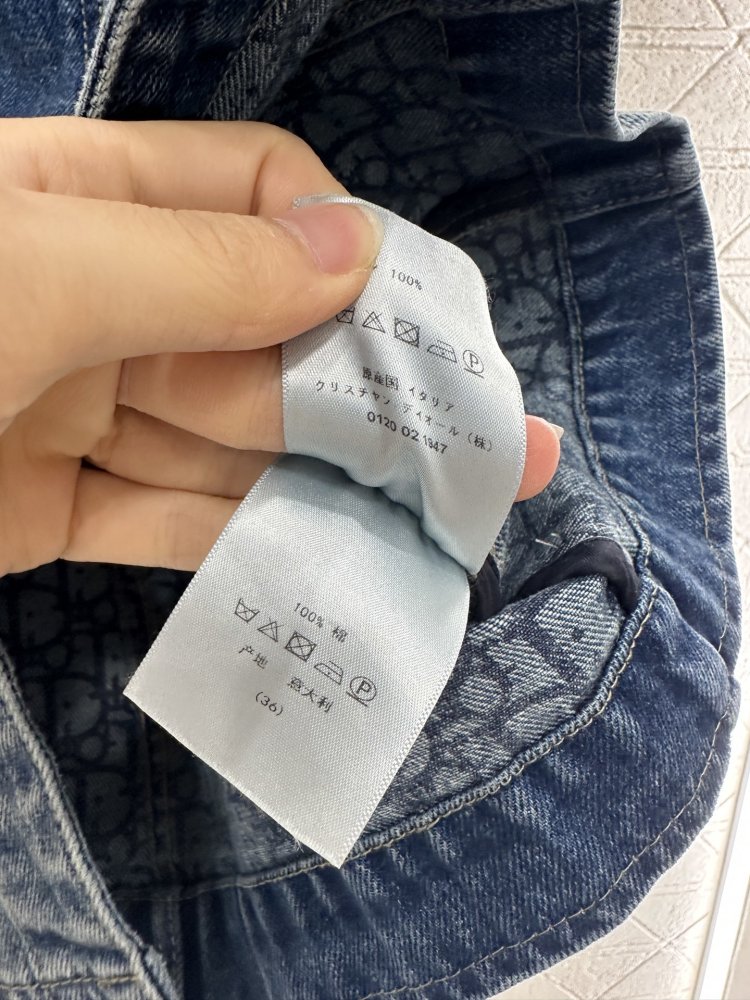 100%
P
原産国 イタリア
クリスチャン ディオール（株）
0120 02 1947
100% 棉
P
产地 意大利
(36)